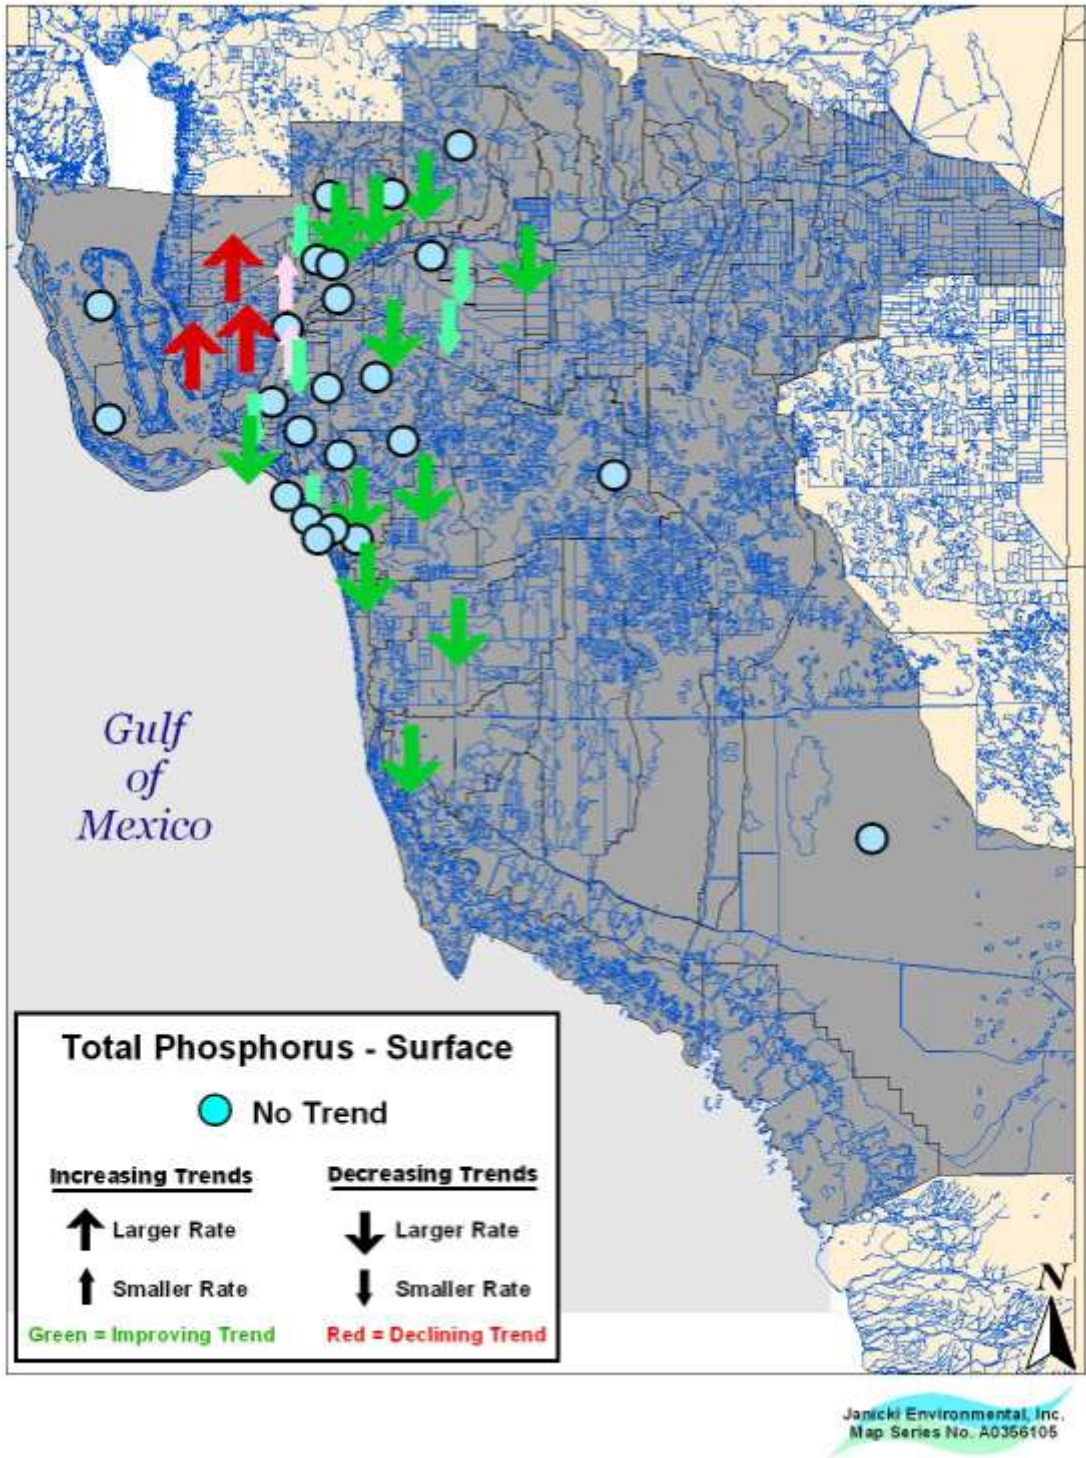 Gulf
of
Mexico
Total Phosphorus - Surface
No Trend
Increasing Trends
Decreasing Trends
Larger Rate
Larger Rate
Smaller Rate
Smaller Rate
Green = Improving Trend
Red = Declining Trend
N
Janicki Environmental, Inc.
Map Series No. A0356105